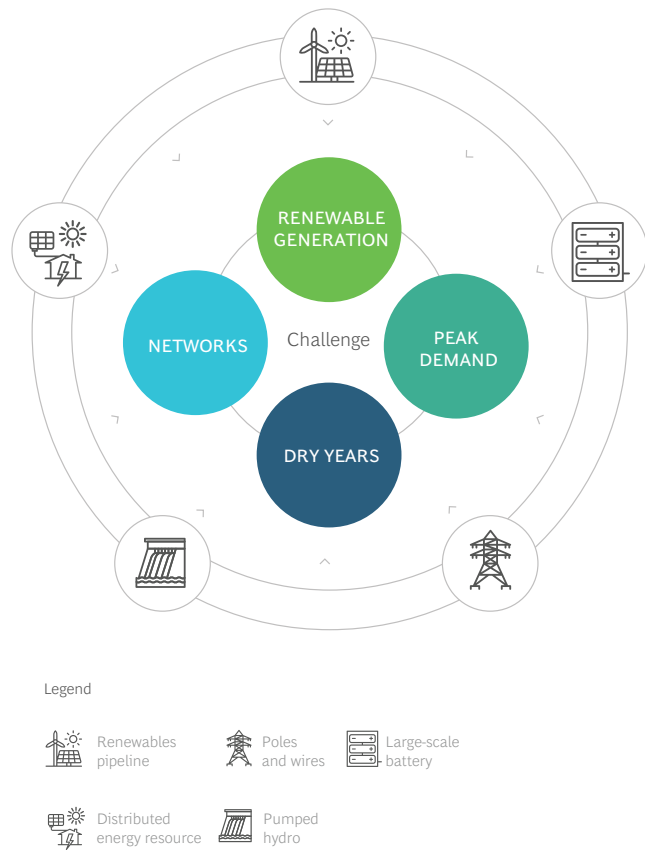 RENEWABLE
GENERATION
NETWORKS
Challenge
PEAK
DEMAND
DRY YEARS
Legend
Renewables
pipeline
Poles
and wires
Large-scale
battery
Distributed
energy resource
Pumped
hydro